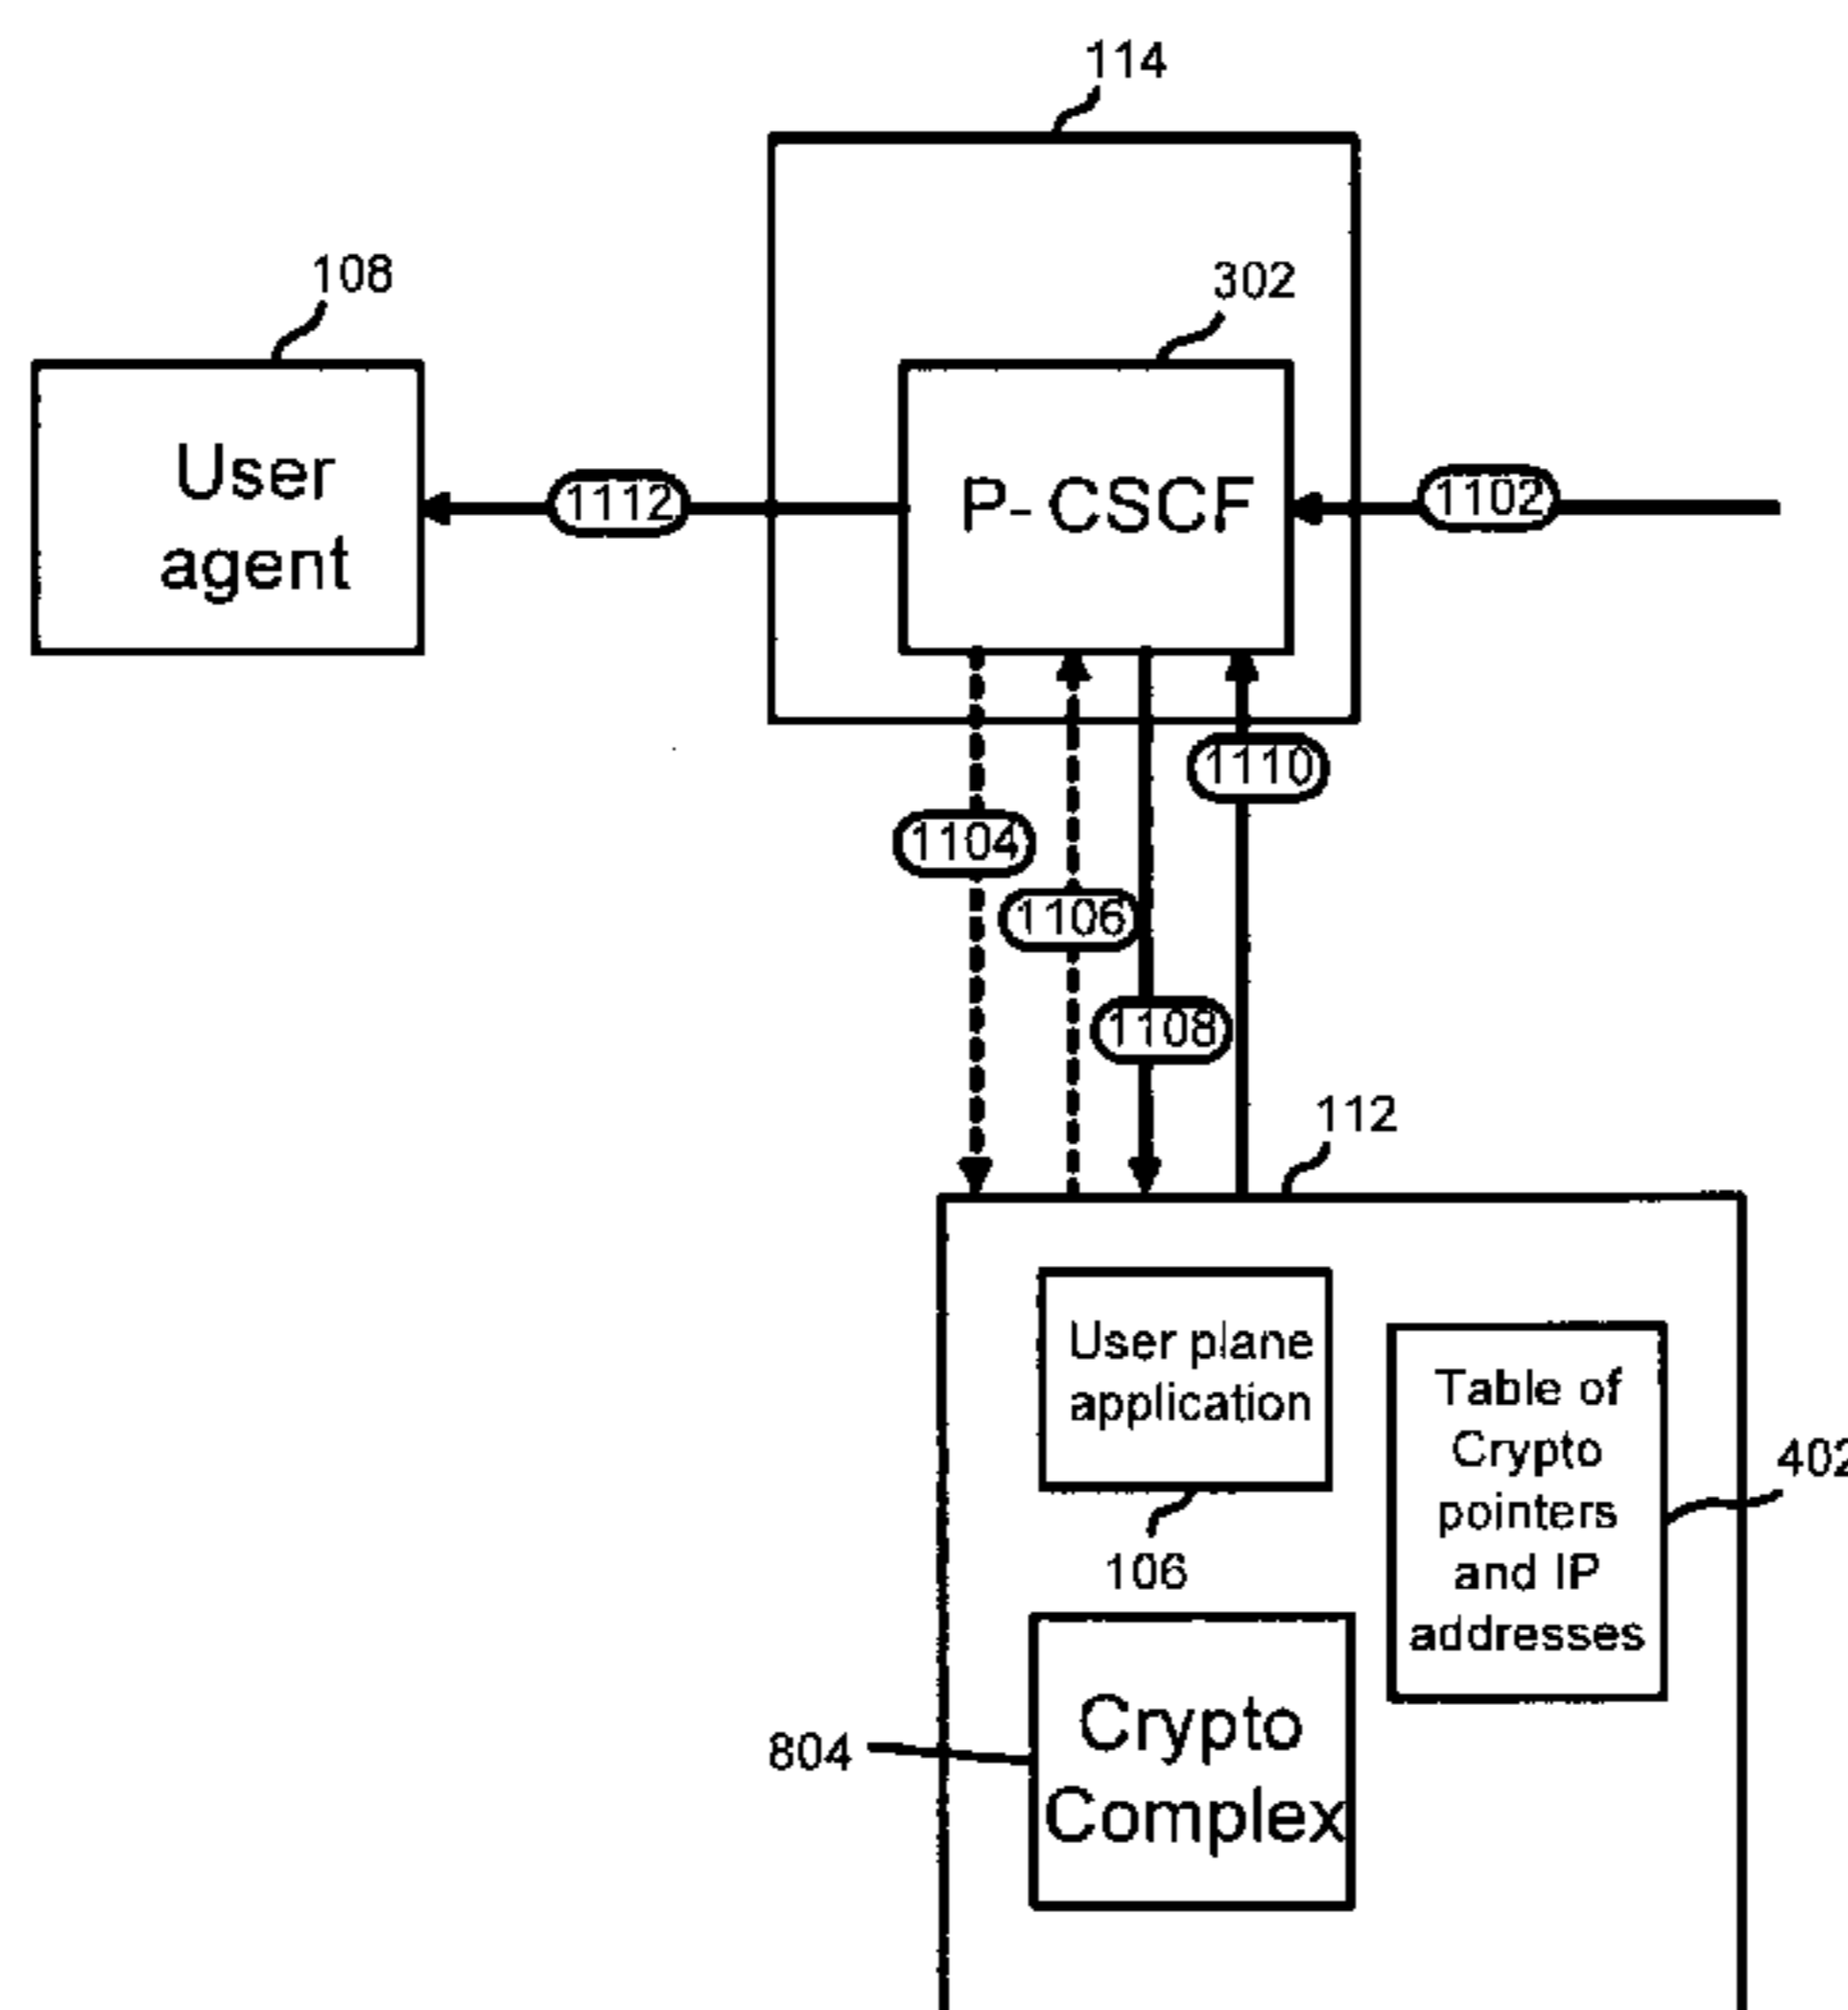 114
108
302
User
agent
1112
P- CSCF
1102
1110
1104
1106
1108
112
User plane
application
106
Table of
Crypto
pointers
and IP
addresses
402
Crypto
Complex
804